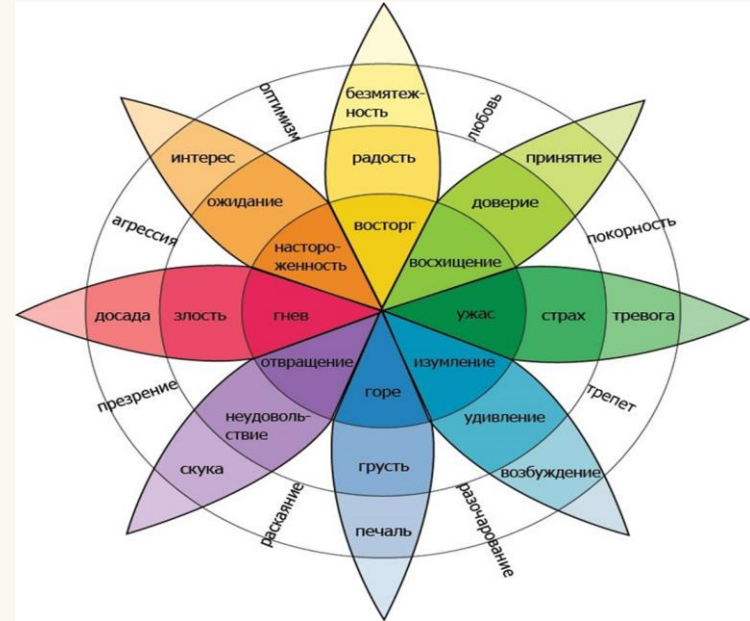 безмятеж-
ность
радость
восторг
любовь
принятие
доверие
восхищение
покорность
тревога
страх
ужас
трепет
изумление
удивление
возбуждение
разочарование
горе
грусть
печаль
раскаяние
отвращение
неудоволь-
ствие
скука
презрение
гнев
злость
досада
агрессия
интерес
ожидание
насторо-
женность
оптимизм